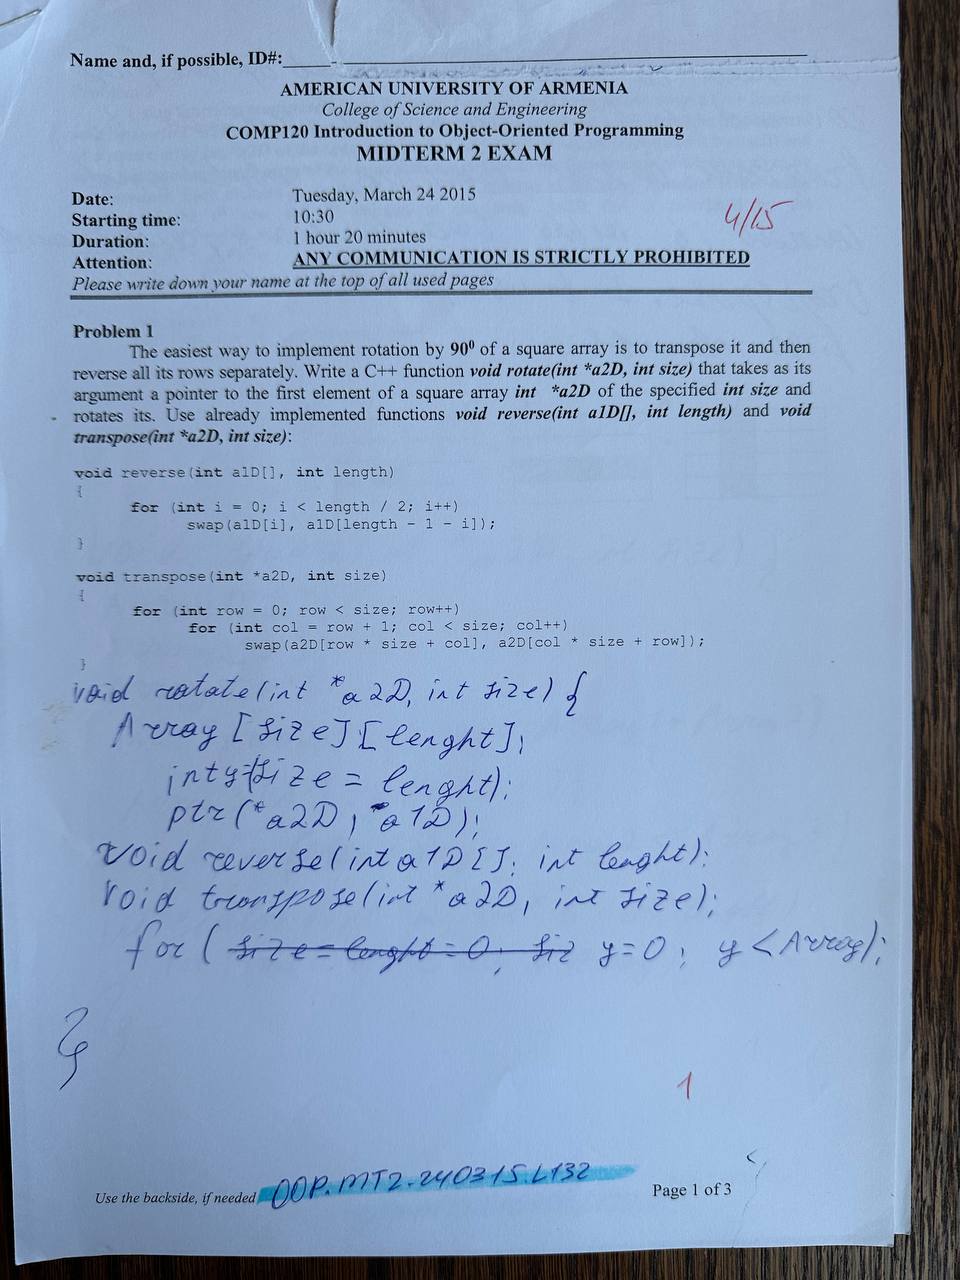 Name and, if possible, ID#:
AMERICAN UNIVERSITY OF ARMENIA
College of Science and Engineering
COMP120 Introduction to Object-Oriented Programming
MIDTERM 2 EXAM
Date: Tuesday, March 24 2015
Starting time: 10:30
4/15
Duration: 1 hour 20 minutes
Attention: ANY COMMUNICATION IS STRICTLY PROHIBITED
Please write down your name at the top of all used pages
Problem 1
The easiest way to implement rotation by 90⁰ of a square array is to transpose it and then
reverse all its rows separately. Write a C++ function void rotate(int *a2D, int size) that takes as its
argument a pointer to the first element of a square array int *a2D of the specified int size and
rotates its. Use already implemented functions void reverse(int a1D[], int length) and void
transpose(int *a2D, int size):
void reverse(int a1D[], int length)
{
for (int i = 0; i < length / 2; i++)
swap(a1D[i], a1D[length - 1 - i]);
}
void transpose(int *a2D, int size)
{
for (int row = 0; row < size; row++)
for (int col = row + 1; col < size; col++)
swap(a2D[row * size + col], a2D[col * size + row]);
}
void rotate(int *a2D, int size) {
Array [size][lenght];
size = lenght);
ptr(*a2D, *a1D);
void reverse(int a1D[]; int lenght);
void transpose(int *a2D, int size);
for ( size = lenght = 0; siz y=0; y<Array);
}
1
Use the backside, if needed OOP.MT2.240315.L132
Page 1 of 3